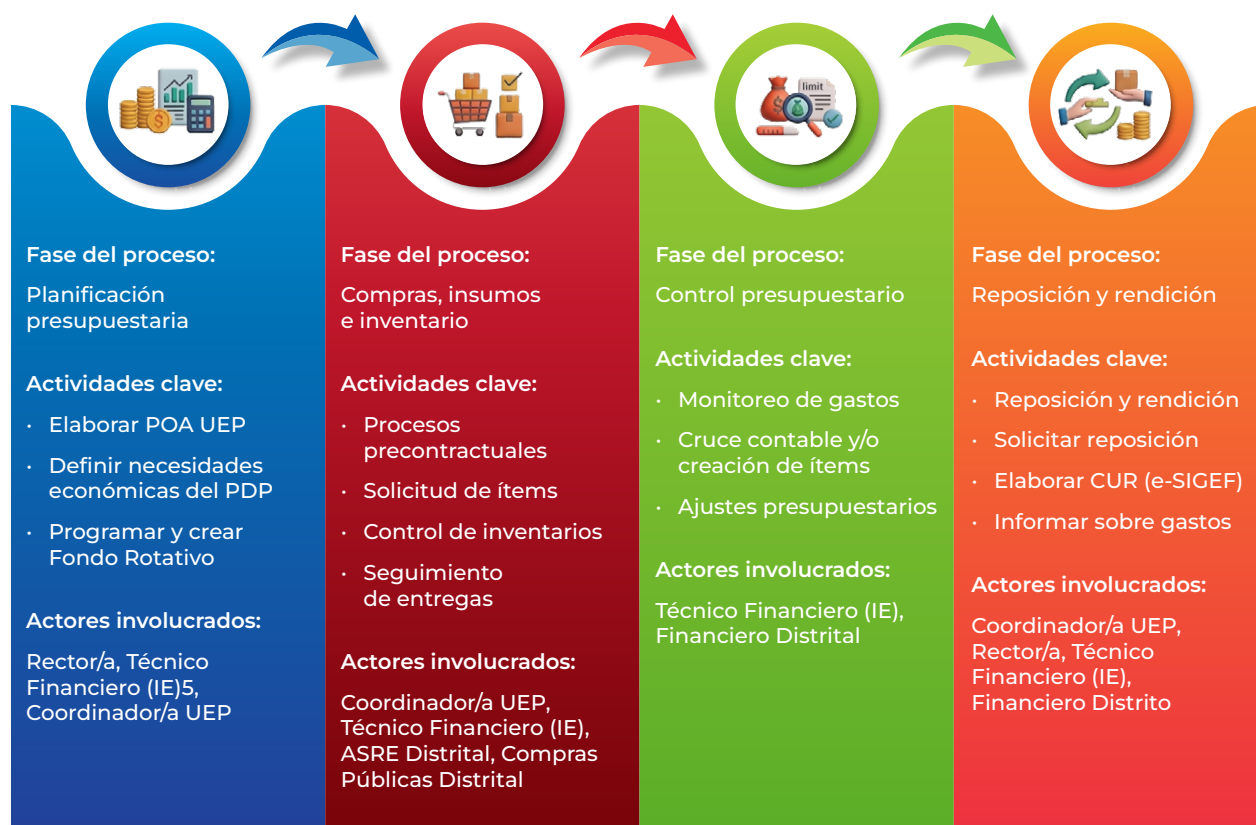 Fase del proceso:
Planificación
presupuestaria
Actividades clave:
· Elaborar POA UEP
· Definir necesidades
económicas del PDP
· Programar y crear
Fondo Rotativo
Actores involucrados:
Rector/a, Técnico
Financiero (IE)5,
Coordinador/a UEP
Fase del proceso:
Compras, insumos
e inventario
Actividades clave:
· Procesos
precontractuales
· Solicitud de ítems
· Control de inventarios
· Seguimiento
de entregas
Actores involucrados:
Coordinador/a UEP,
Técnico Financiero (IE),
ASRE Distrital, Compras
Públicas Distrital
limit
Fase del proceso:
Control presupuestario
Actividades clave:
· Monitoreo de gastos
· Cruce contable y/o
creación de ítems
· Ajustes presupuestarios
Actores involucrados:
Técnico Financiero (IE),
Financiero Distrital
Fase del proceso:
Reposición y rendición
Actividades clave:
· Reposición y rendición
· Solicitar reposición
· Elaborar CUR (e-SIGEF)
· Informar sobre gastos
Actores involucrados:
Coordinador/a UEP,
Rector/a, Técnico
Financiero (IE),
Financiero Distrito